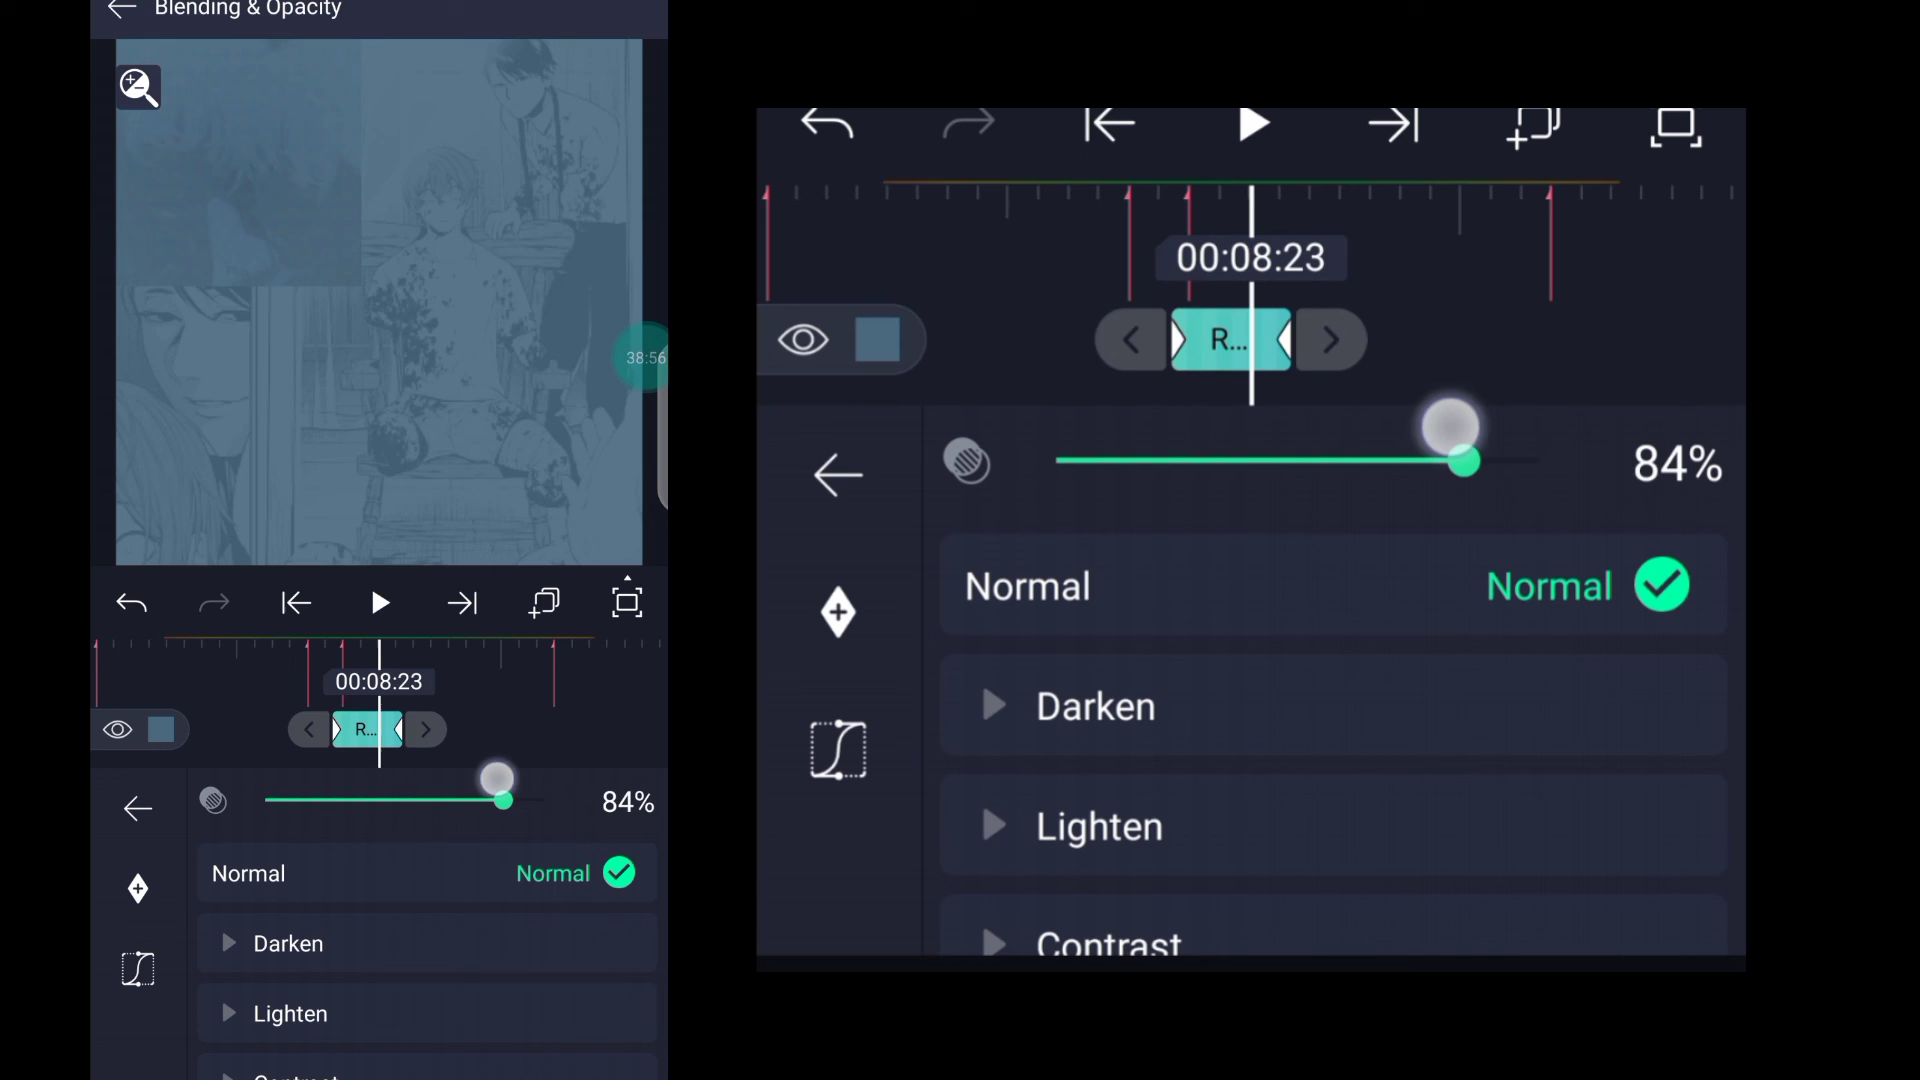 Blending & Opacity
38:56
00:08:23
R...
84%
Normal Normal
Darken
Lighten
Contrast
00:08:23
R...
84%
Normal Normal
Darken
Lighten
Contrast